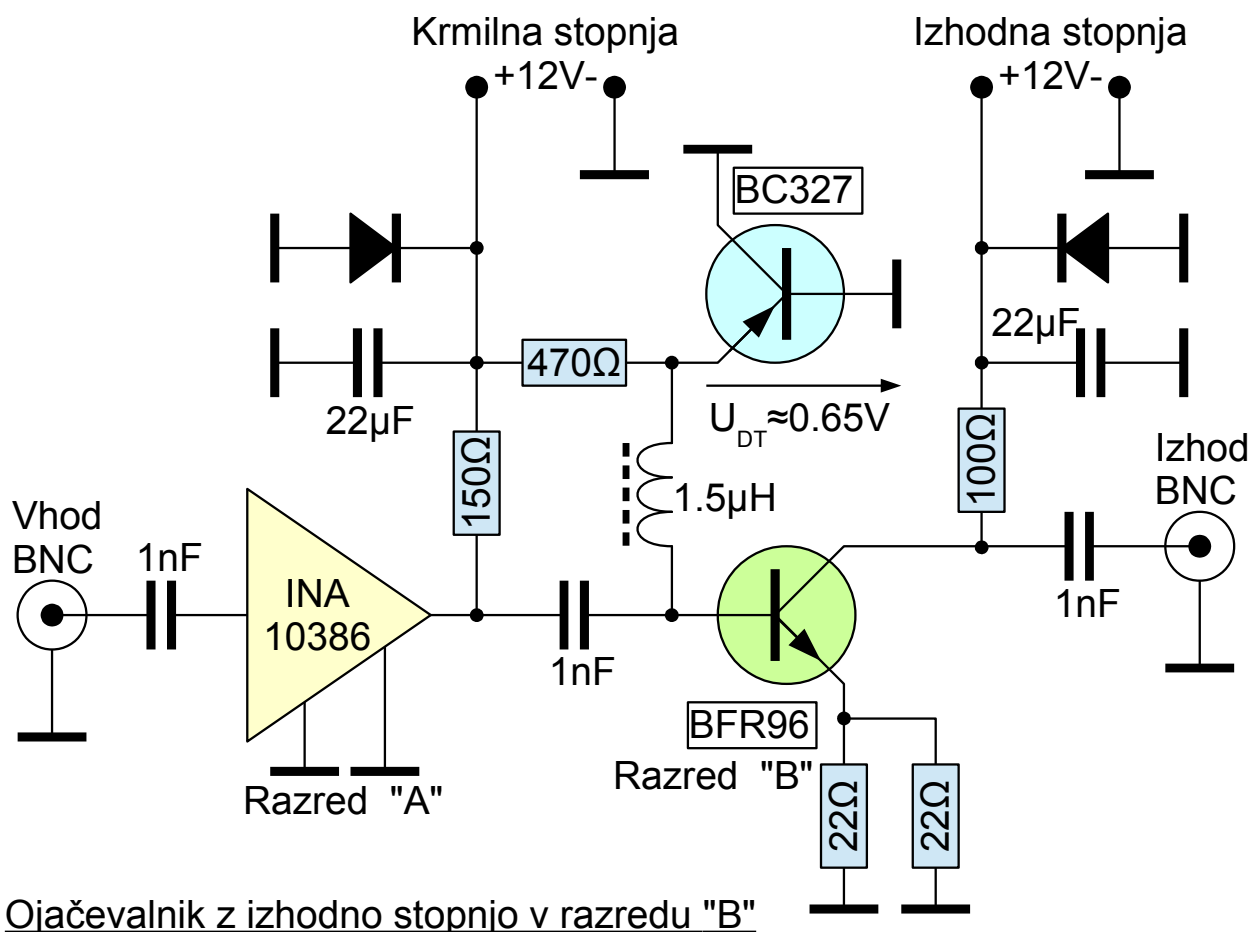 Krmilna stopnja
+12V-
Izhodna stopnja
+12V-
BC327
22µF
470Ω
22µF
U_DT≈0.65V
150Ω
100Ω
1.5µH
Izhod
BNC
Vhod
BNC
1nF
INA
10386
1nF
1nF
BFR96
Razred "B"
Razred "A"
22Ω
22Ω
Ojačevalnik z izhodno stopnjo v razredu "B"